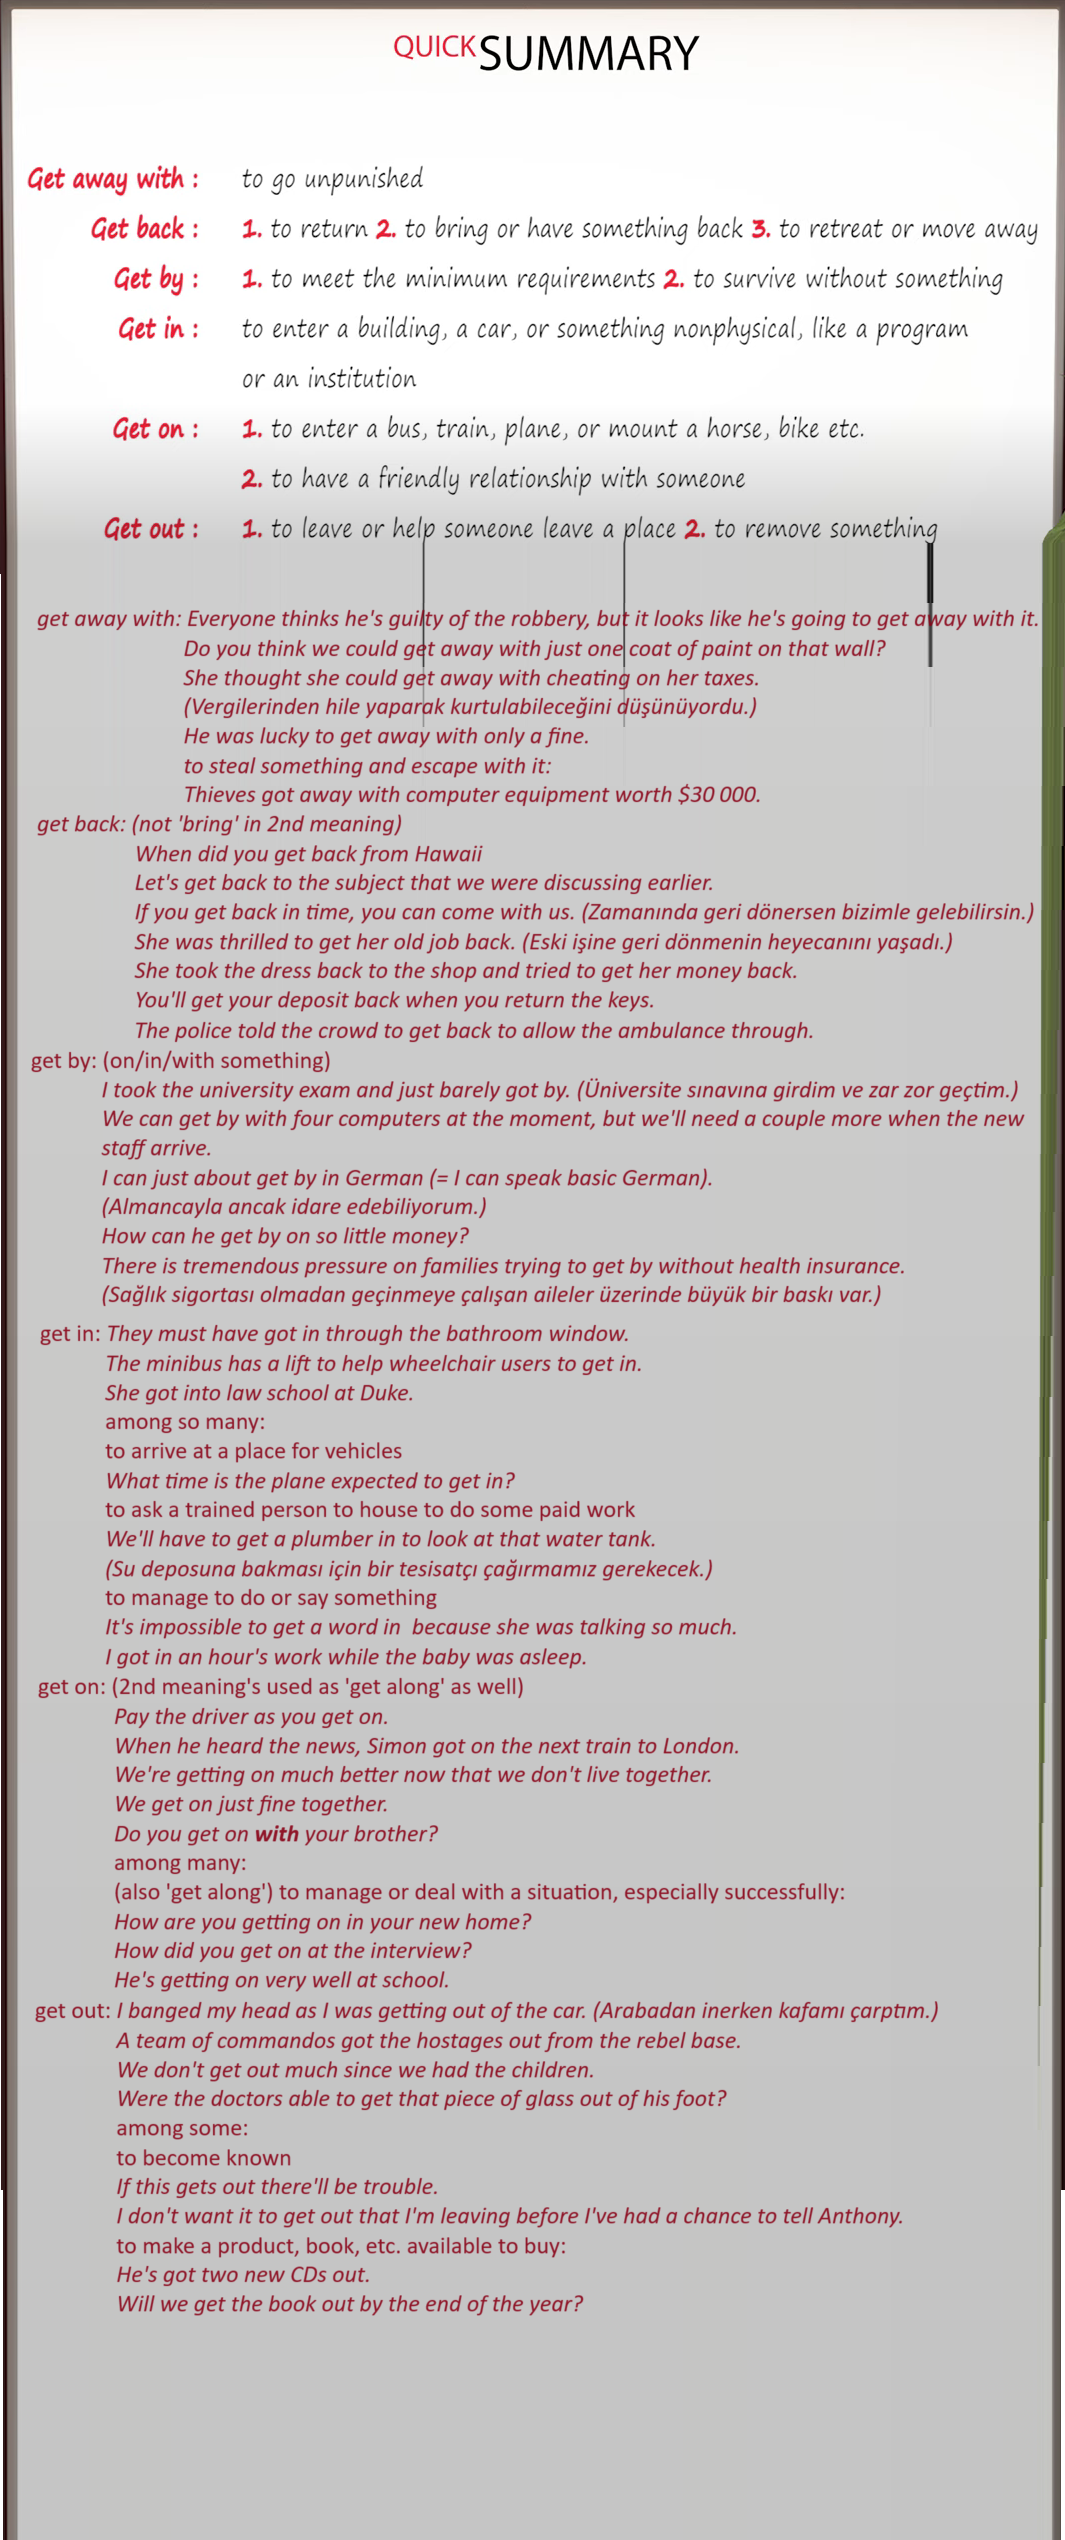 QUICK SUMMARY
Get away with : to go unpunished
Get back : 1. to return 2. to bring or have something back 3. to retreat or move away
Get by : 1. to meet the minimum requirements 2. to survive without something
Get in : to enter a building, a car, or something nonphysical, like a program
or an institution
Get on : 1. to enter a bus, train, plane, or mount a horse, bike etc.
2. to have a friendly relationship with someone
Get out : 1. to leave or help someone leave a place 2. to remove something
get away with: Everyone thinks he's guilty of the robbery, but it looks like he's going to get away with it.
Do you think we could get away with just one coat of paint on that wall?
She thought she could get away with cheating on her taxes.
(Vergilerinden hile yaparak kurtulabileceğini düşünüyordu.)
He was lucky to get away with only a fine.
to steal something and escape with it:
Thieves got away with computer equipment worth $30 000.
get back: (not 'bring' in 2nd meaning)
When did you get back from Hawaii
Let's get back to the subject that we were discussing earlier.
If you get back in time, you can come with us. (Zamanında geri dönersen bizimle gelebilirsin.)
She was thrilled to get her old job back. (Eski işine geri dönmenin heyecanını yaşadı.)
She took the dress back to the shop and tried to get her money back.
You'll get your deposit back when you return the keys.
The police told the crowd to get back to allow the ambulance through.
get by: (on/in/with something)
I took the university exam and just barely got by. (Üniversite sınavına girdim ve zar zor geçtim.)
We can get by with four computers at the moment, but we'll need a couple more when the new
staff arrive.
I can just about get by in German (= I can speak basic German).
(Almancayla ancak idare edebiliyorum.)
How can he get by on so little money?
There is tremendous pressure on families trying to get by without health insurance.
(Sağlık sigortası olmadan geçinmeye çalışan aileler üzerinde büyük bir baskı var.)
get in: They must have got in through the bathroom window.
The minibus has a lift to help wheelchair users to get in.
She got into law school at Duke.
among so many:
to arrive at a place for vehicles
What time is the plane expected to get in?
to ask a trained person to house to do some paid work
We'll have to get a plumber in to look at that water tank.
(Su deposuna bakması için bir tesisatçı çağırmamız gerekecek.)
to manage to do or say something
It's impossible to get a word in  because she was talking so much.
I got in an hour's work while the baby was asleep.
get on: (2nd meaning's used as 'get along' as well)
Pay the driver as you get on.
When he heard the news, Simon got on the next train to London.
We're getting on much better now that we don't live together.
We get on just fine together.
Do you get on with your brother?
among many:
(also 'get along') to manage or deal with a situation, especially successfully:
How are you getting on in your new home?
How did you get on at the interview?
He's getting on very well at school.
get out: I banged my head as I was getting out of the car. (Arabadan inerken kafamı çarptım.)
A team of commandos got the hostages out from the rebel base.
We don't get out much since we had the children.
Were the doctors able to get that piece of glass out of his foot?
among some:
to become known
If this gets out there'll be trouble.
I don't want it to get out that I'm leaving before I've had a chance to tell Anthony.
to make a product, book, etc. available to buy:
He's got two new CDs out.
Will we get the book out by the end of the year?